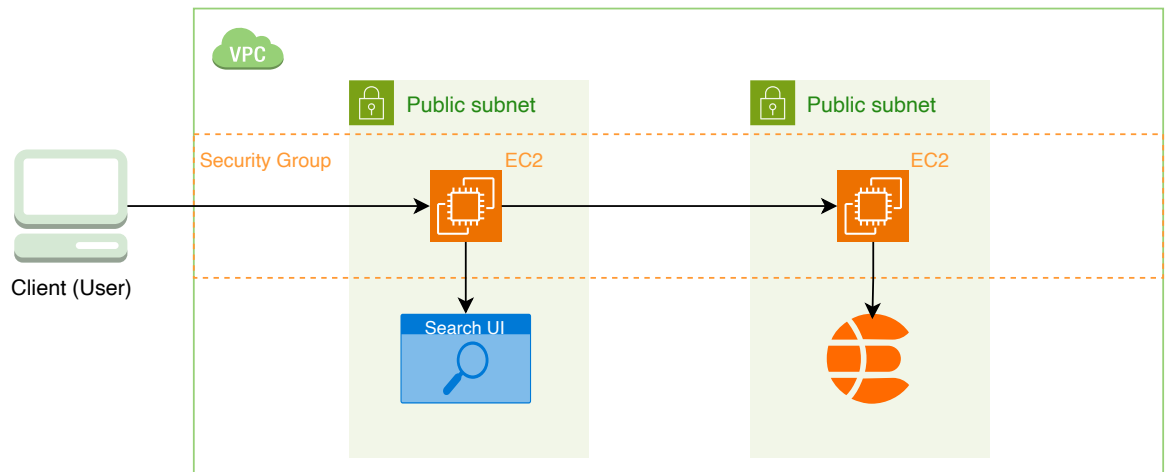 VPC
Public subnet
Public subnet
Security Group
EC2
EC2
Client (User)
Search UI